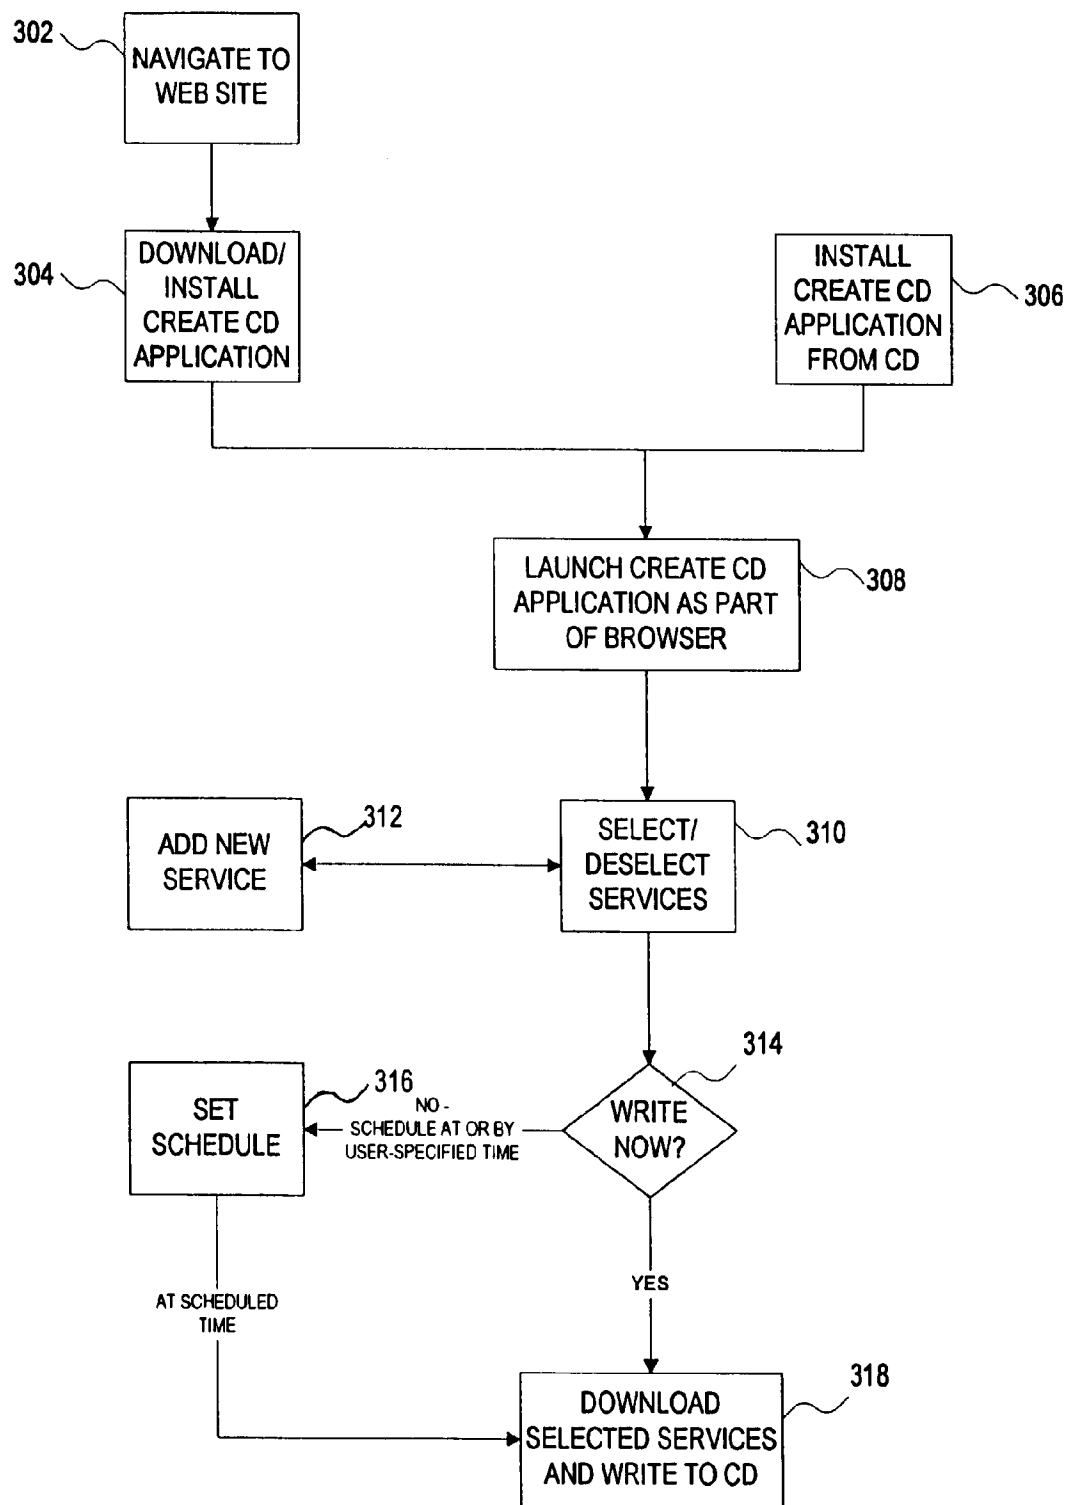 302
NAVIGATE TO
WEB SITE
304
DOWNLOAD/
INSTALL
CREATE CD
APPLICATION
INSTALL
CREATE CD
APPLICATION
FROM CD
306
LAUNCH CREATE CD
APPLICATION AS PART
OF BROWSER
308
ADD NEW
SERVICE
312
SELECT/
DESELECT
SERVICES
310
314
WRITE
NOW?
316
SET
SCHEDULE
NO -
SCHEDULE AT OR BY
USER-SPECIFIED TIME
YES
AT SCHEDULED
TIME
318
DOWNLOAD
SELECTED SERVICES
AND WRITE TO CD